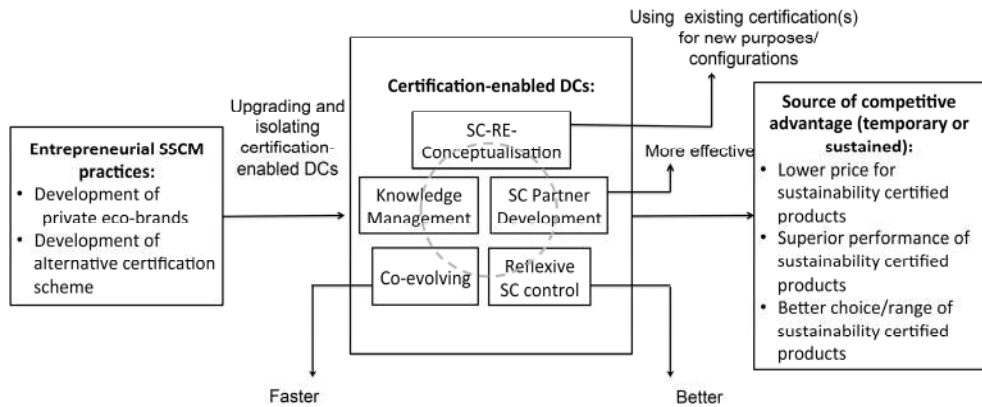 Using existing certification(s)
for new purposes/
configurations
Certification-enabled DCs:
Upgrading and
isolating
certification-
enabled DCs
SC-RE-
Conceptualisation
Knowledge
Management
SC Partner
Development
Co-evolving
Reflexive
SC control
More effective
Entrepreneurial SSCM
practices:
• Development of
private eco-brands
• Development of
alternative certification
scheme
Source of competitive
advantage (temporary or
sustained):
• Lower price for
sustainability certified
products
• Superior performance of
sustainability certified
products
• Better choice/range of
sustainability certified
products
Faster
Better